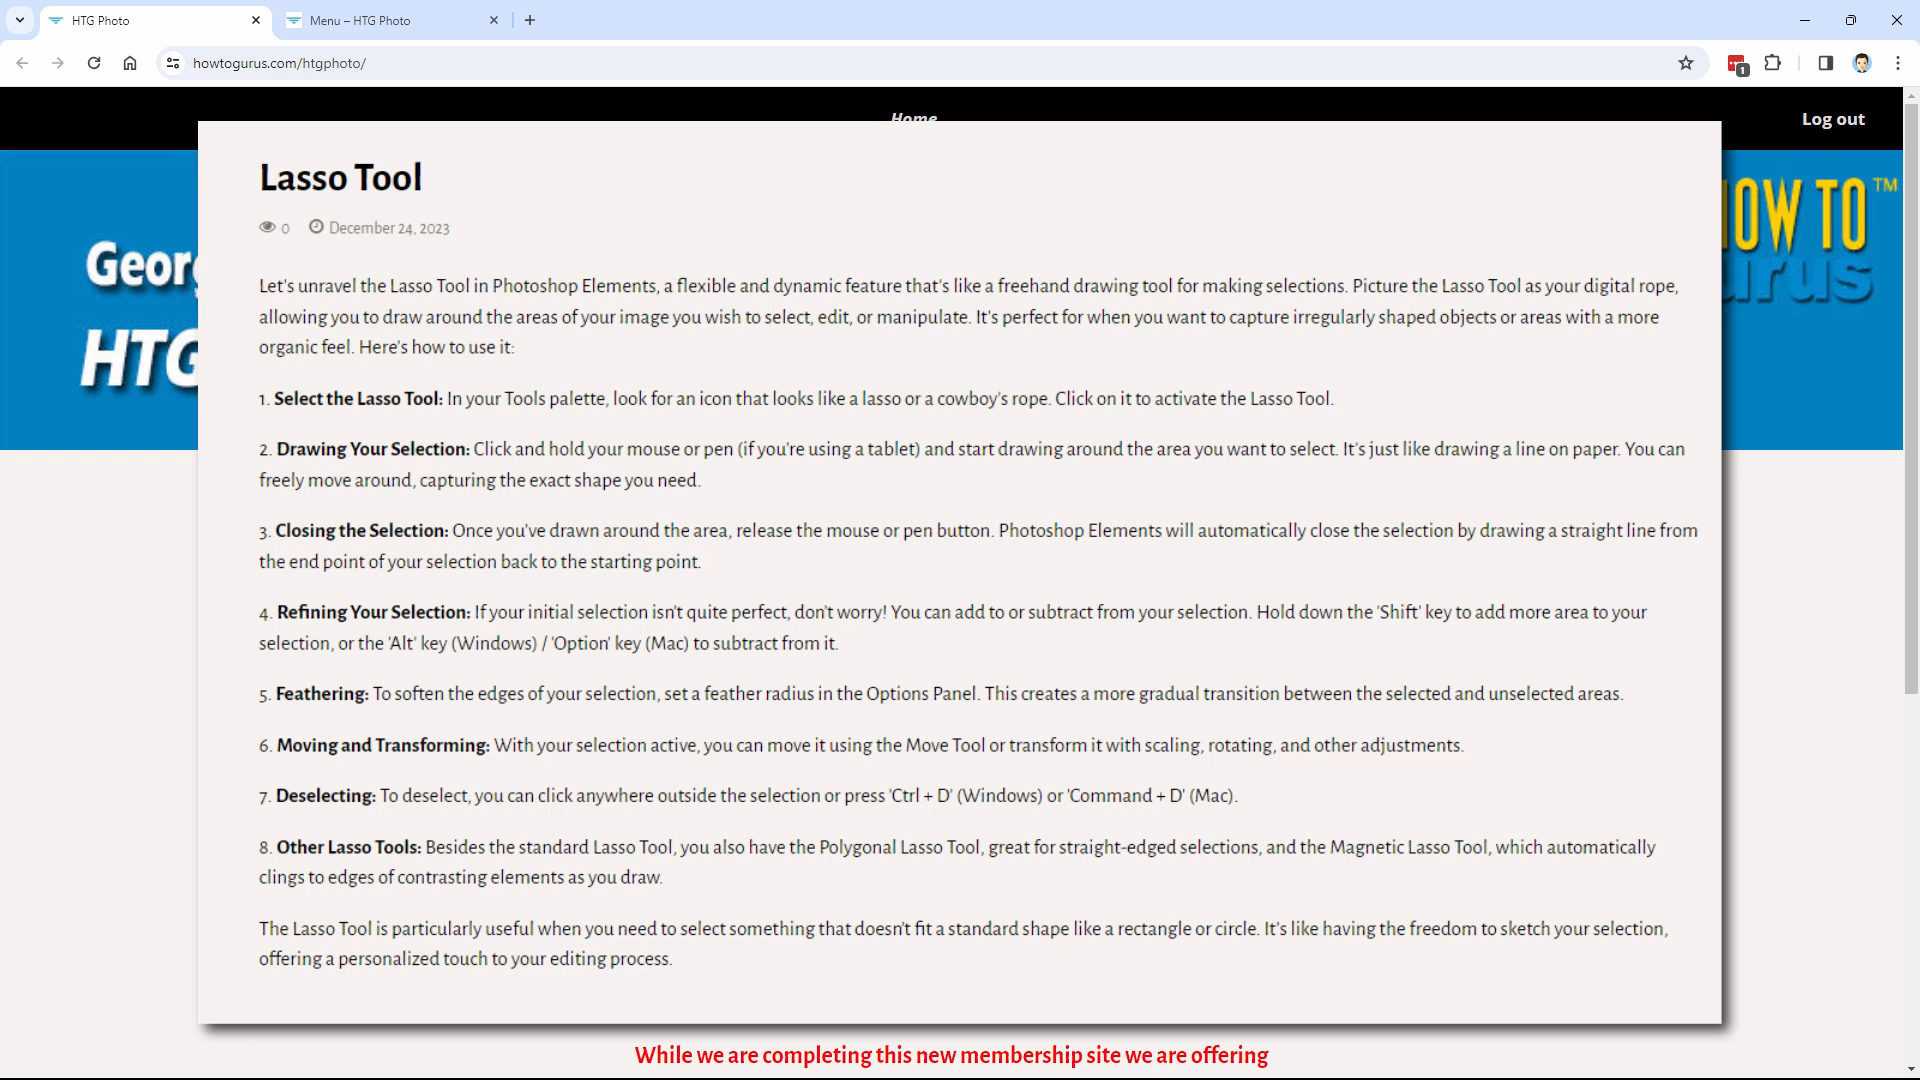 HTG Photo
Menu – HTG Photo
howtogurus.com/htgphoto/
1
Home
Log out
Lasso Tool
0 December 24, 2023
Geor
HTG
HOW TO™
urus
Let's unravel the Lasso Tool in Photoshop Elements, a flexible and dynamic feature that's like a freehand drawing tool for making selections. Picture the Lasso Tool as your digital rope,
allowing you to draw around the areas of your image you wish to select, edit, or manipulate. It's perfect for when you want to capture irregularly shaped objects or areas with a more
organic feel. Here's how to use it:
1. Select the Lasso Tool: In your Tools palette, look for an icon that looks like a lasso or a cowboy's rope. Click on it to activate the Lasso Tool.
2. Drawing Your Selection: Click and hold your mouse or pen (if you're using a tablet) and start drawing around the area you want to select. It's just like drawing a line on paper. You can
freely move around, capturing the exact shape you need.
3. Closing the Selection: Once you've drawn around the area, release the mouse or pen button. Photoshop Elements will automatically close the selection by drawing a straight line from
the end point of your selection back to the starting point.
4. Refining Your Selection: If your initial selection isn't quite perfect, don't worry! You can add to or subtract from your selection. Hold down the 'Shift' key to add more area to your
selection, or the 'Alt' key (Windows) / 'Option' key (Mac) to subtract from it.
5. Feathering: To soften the edges of your selection, set a feather radius in the Options Panel. This creates a more gradual transition between the selected and unselected areas.
6. Moving and Transforming: With your selection active, you can move it using the Move Tool or transform it with scaling, rotating, and other adjustments.
7. Deselecting: To deselect, you can click anywhere outside the selection or press 'Ctrl + D' (Windows) or 'Command + D' (Mac).
8. Other Lasso Tools: Besides the standard Lasso Tool, you also have the Polygonal Lasso Tool, great for straight-edged selections, and the Magnetic Lasso Tool, which automatically
clings to edges of contrasting elements as you draw.
The Lasso Tool is particularly useful when you need to select something that doesn't fit a standard shape like a rectangle or circle. It's like having the freedom to sketch your selection,
offering a personalized touch to your editing process.
While we are completing this new membership site we are offering